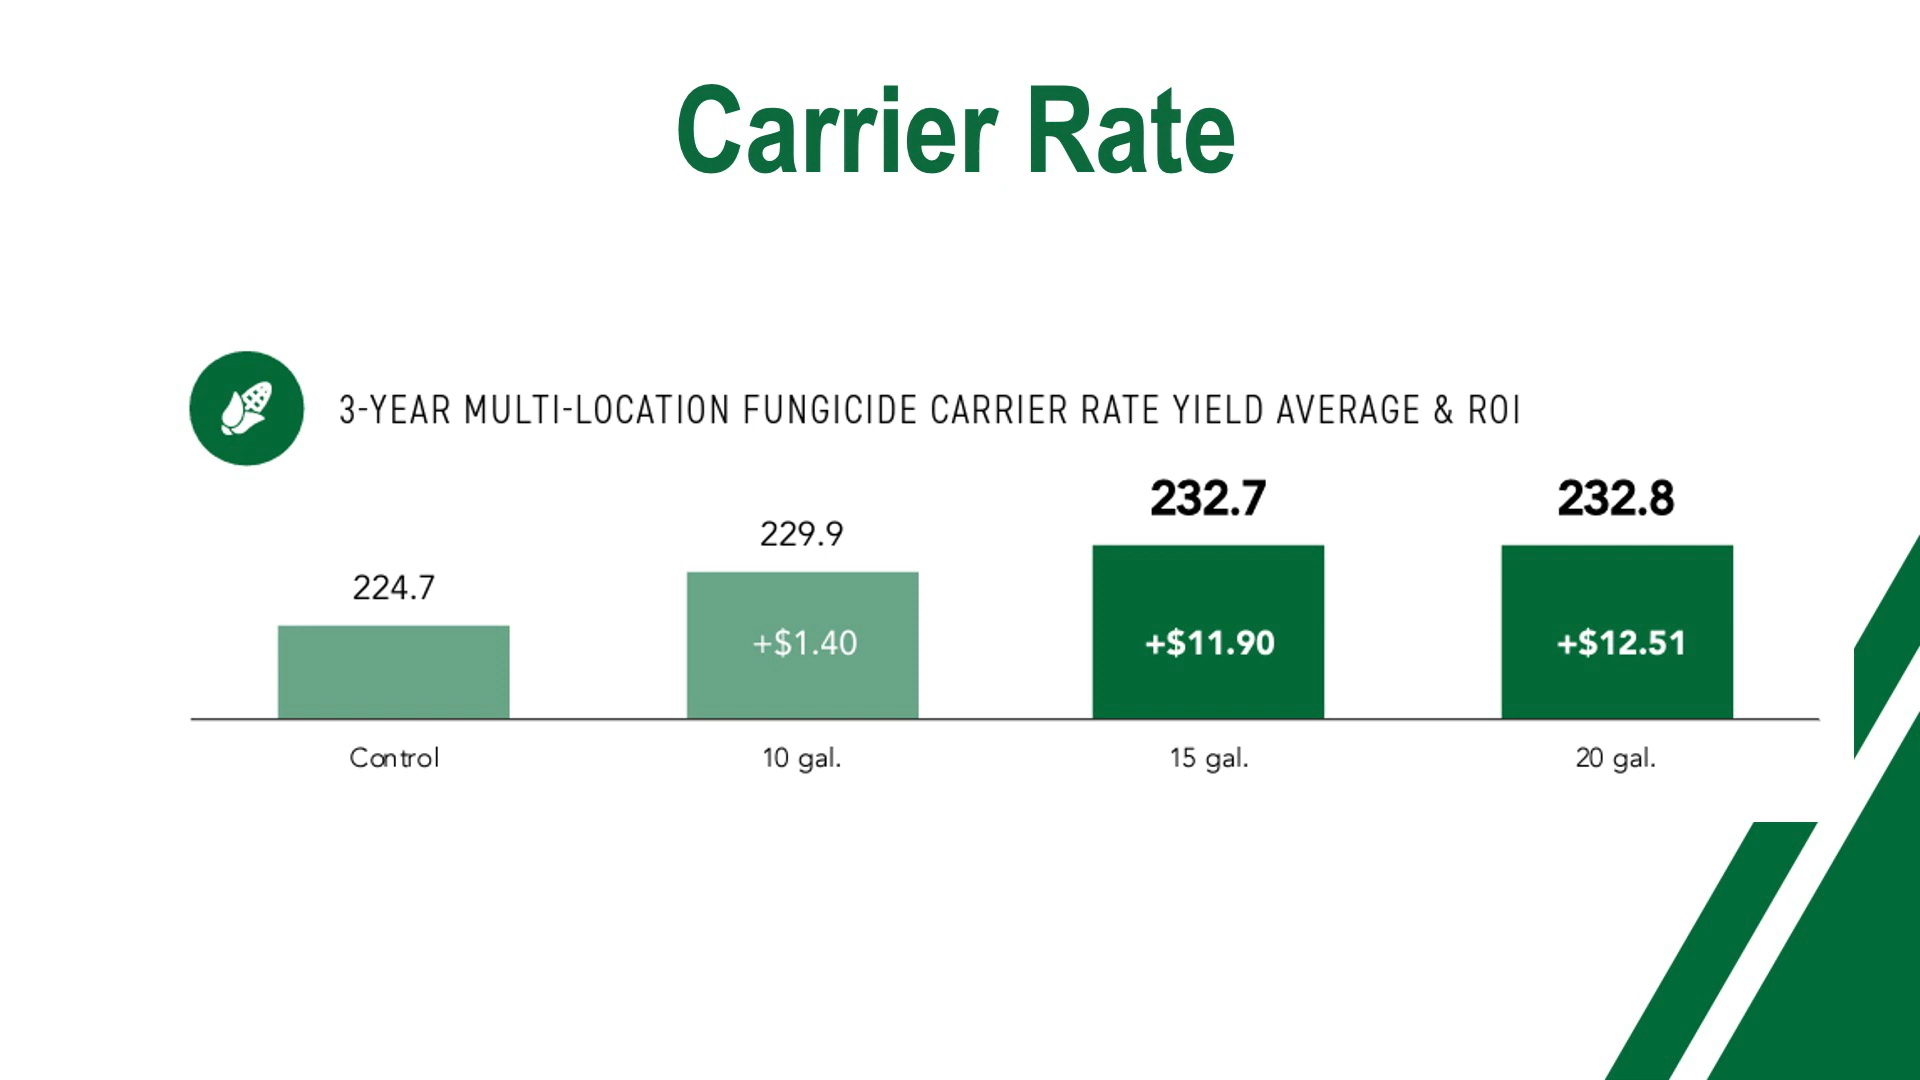 Carrier Rate
3-YEAR MULTI-LOCATION FUNGICIDE CARRIER RATE YIELD AVERAGE & ROI
224.7
229.9
232.7
232.8
+$1.40
+$11.90
+$12.51
Control
10 gal.
15 gal.
20 gal.